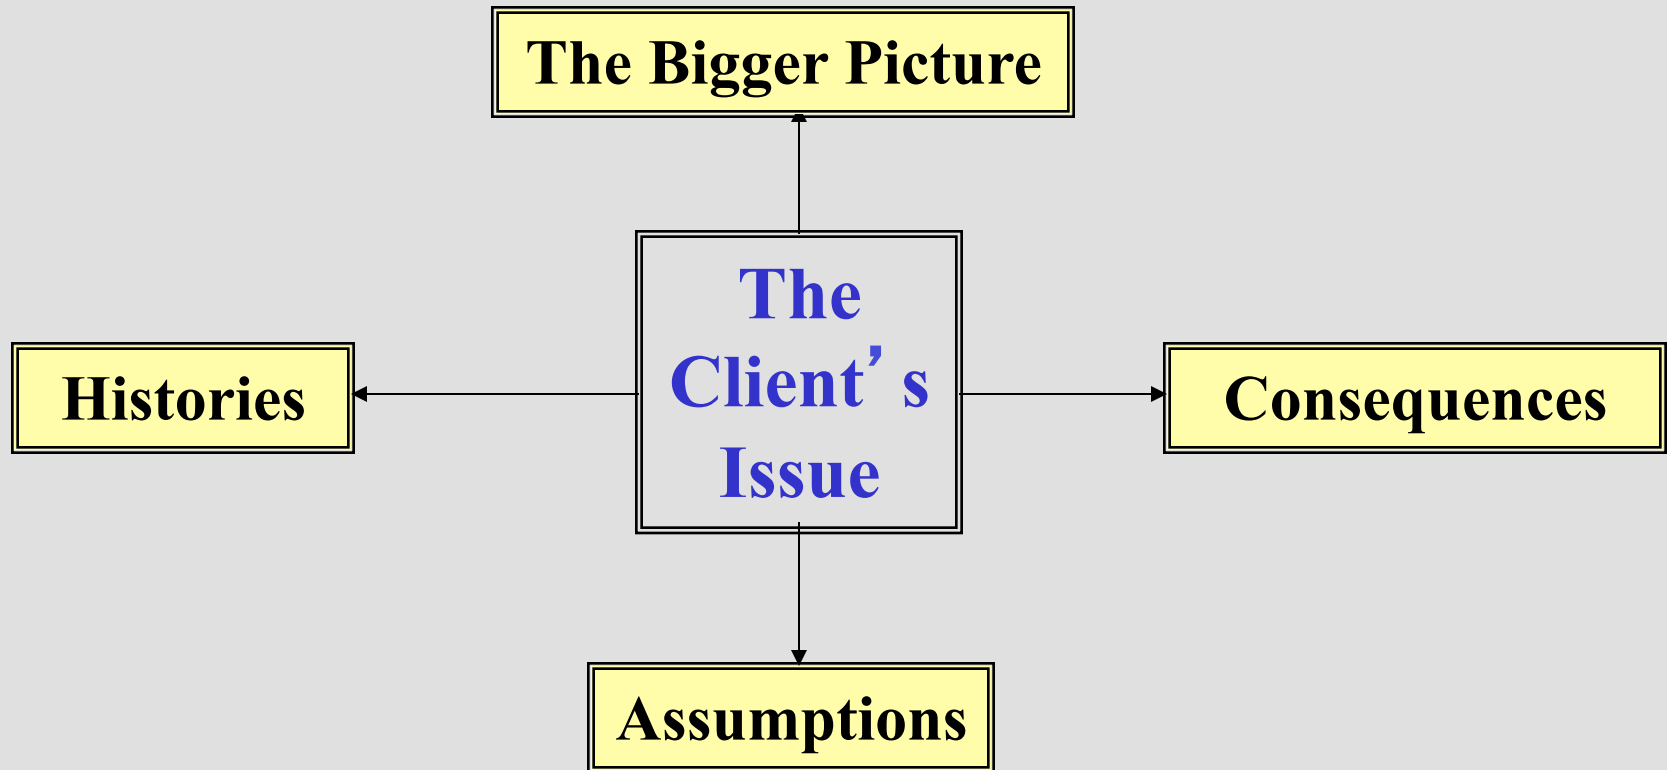 The Bigger Picture
The
Client’s
Issue
Histories
Consequences
Assumptions